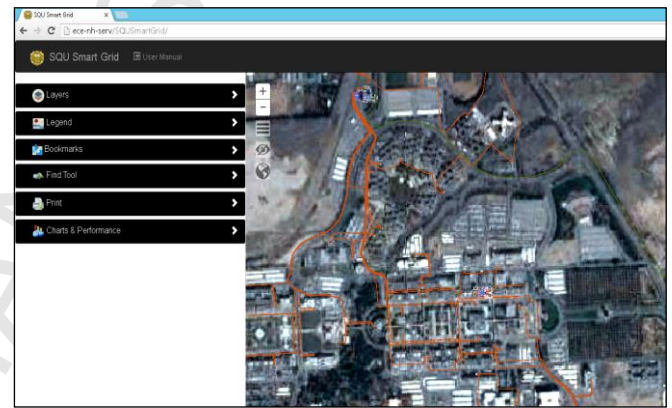 SQU Smart Grid
ece-nh-serv/SQUSmartGrid/
SQU Smart Grid User Manual
Layers
Legend
Bookmarks
Find Tool
Print
Charts & Performance